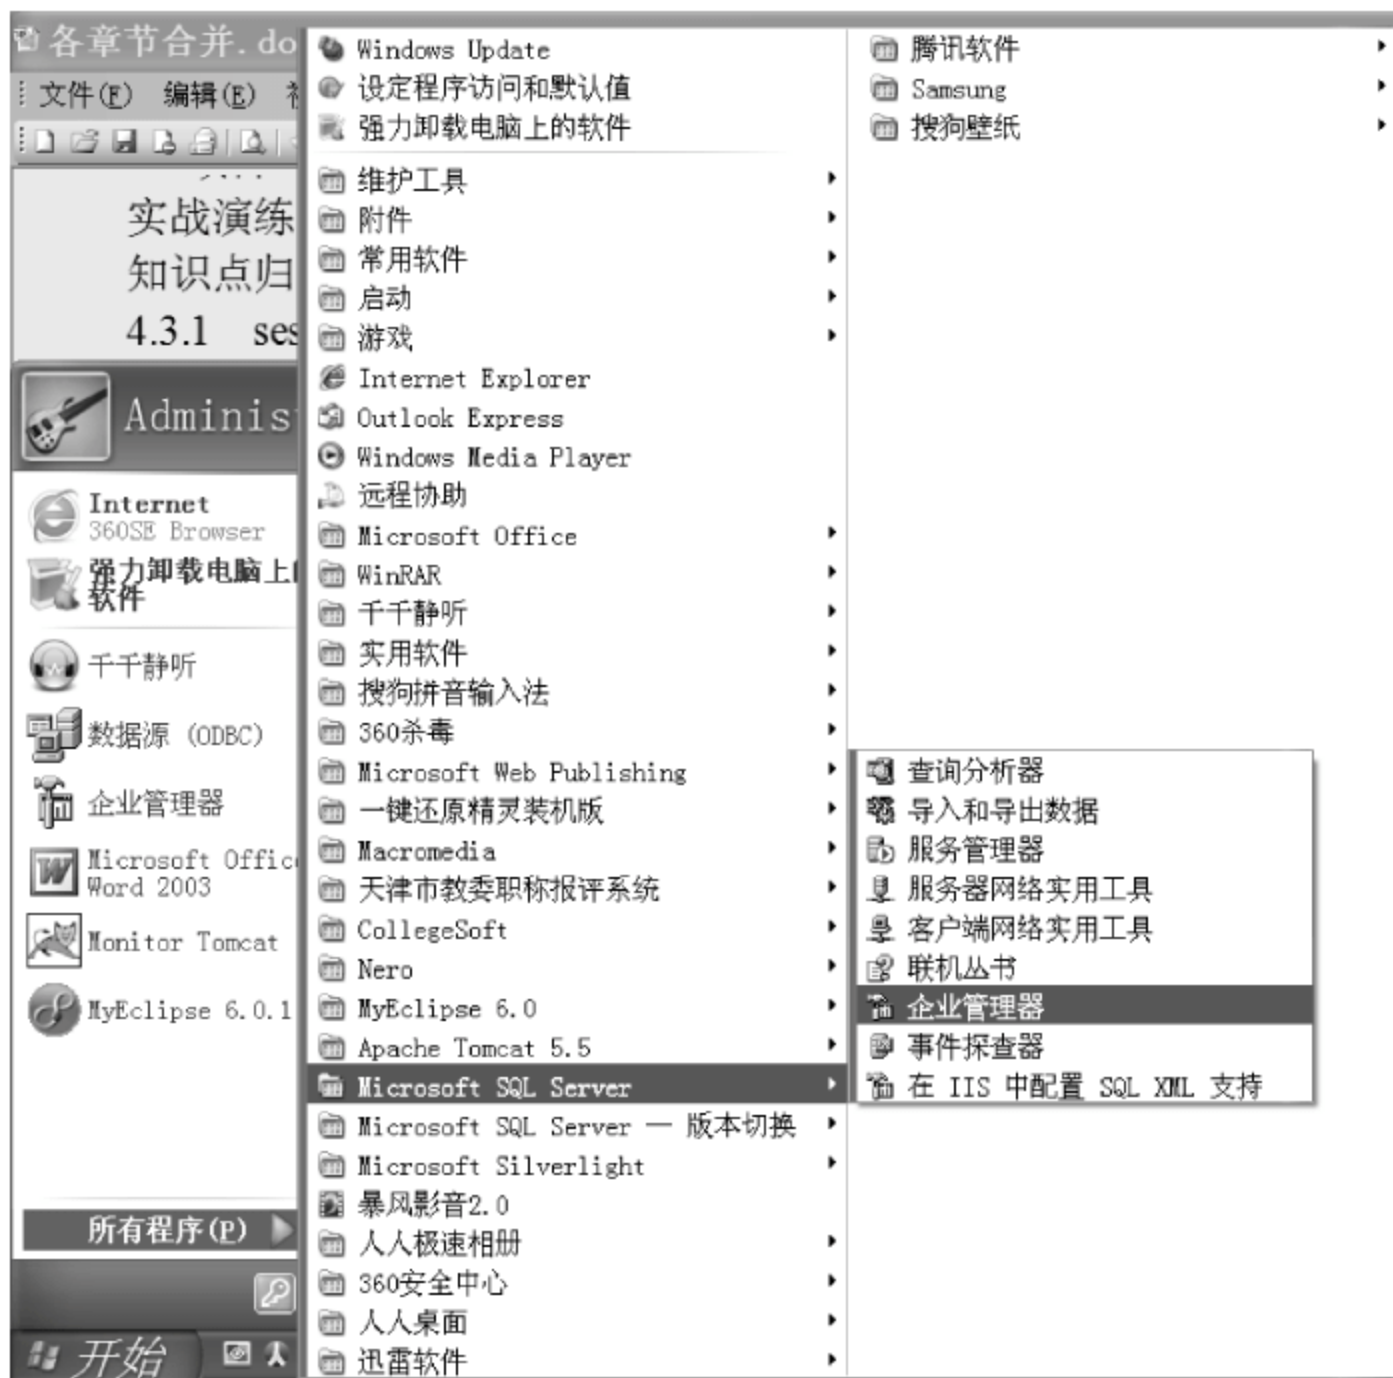 各章节合并.do
文件(F) 编辑(E)
实战演练
知识点归
4.3.1 ses
Adminis
Internet
360SE Browser
强力卸载电脑上
软件
千千静听
数据源 (ODBC)
企业管理器
Microsoft Offic
Word 2003
Monitor Tomcat
MyEclipse 6.0.1
所有程序(P)
开始
Windows Update
设定程序访问和默认值
强力卸载电脑上的软件
维护工具
附件
常用软件
启动
游戏
Internet Explorer
Outlook Express
Windows Media Player
远程协助
Microsoft Office
WinRAR
千千静听
实用软件
搜狗拼音输入法
360杀毒
Microsoft Web Publishing
一键还原精灵装机版
Macromedia
天津市教委职称报评系统
CollegeSoft
Nero
MyEclipse 6.0
Apache Tomcat 5.5
Microsoft SQL Server
Microsoft SQL Server — 版本切换
Microsoft Silverlight
暴风影音2.0
人人极速相册
360安全中心
人人桌面
迅雷软件
腾讯软件
Samsung
搜狗壁纸
查询分析器
导入和导出数据
服务管理器
服务器网络实用工具
客户端网络实用工具
联机丛书
企业管理器
事件探查器
在 IIS 中配置 SQL XML 支持